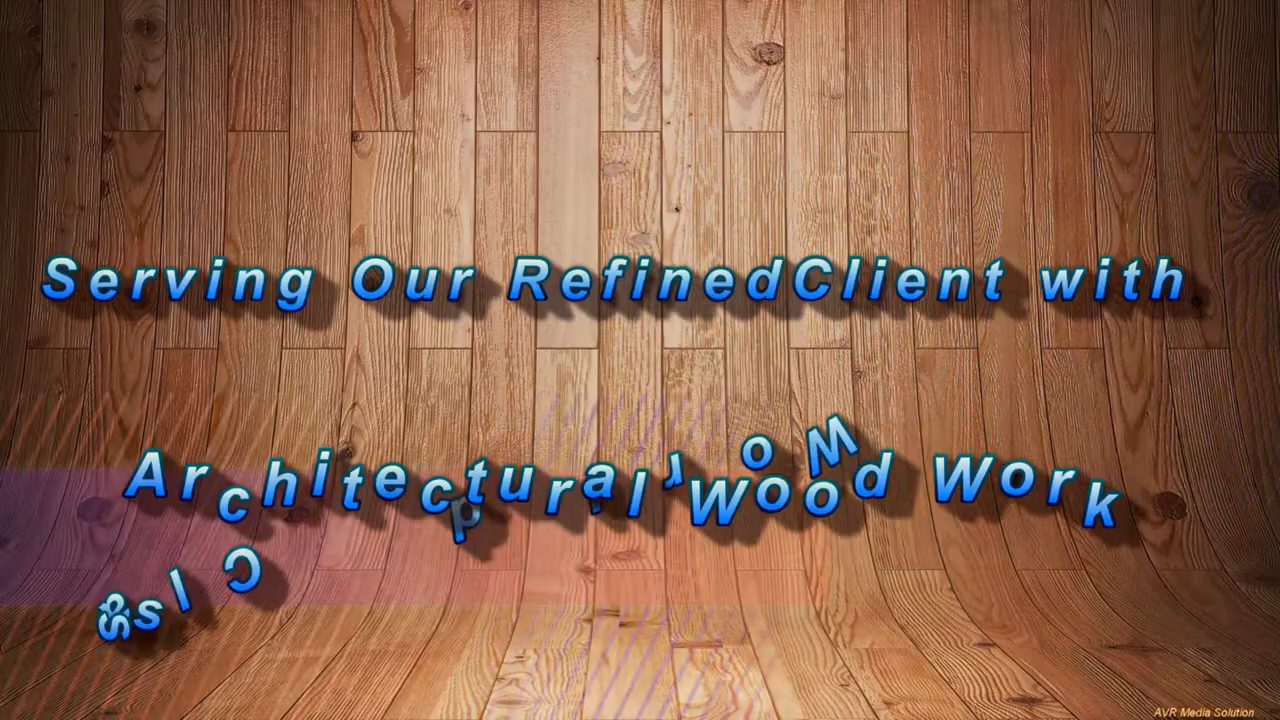 Serving Our RefinedClient with
Architectural Wood Work
AVR Media Solution